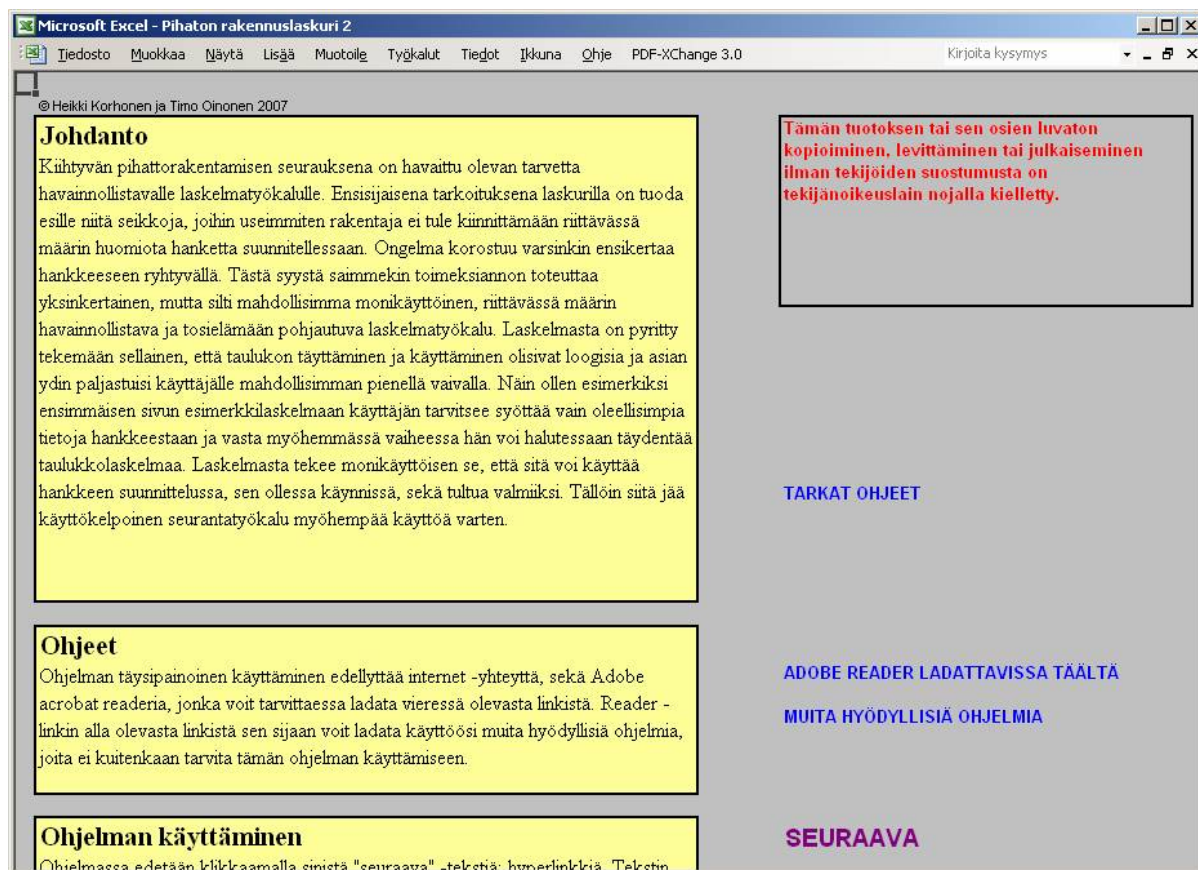 Microsoft Excel - Pihaton rakennuslaskuri 2
Tiedosto Muokkaa Näytä Lisää Muotoile Työkalut Tiedot Ikkuna Ohje PDF-XChange 3.0 Kirjoita kysymys
© Heikki Korhonen ja Timo Oinonen 2007
Johdanto
Kiihtyvän pihattorakentamisen seurauksena on havaittu olevan tarvetta
havainnollistavalle laskelmatyökalulle. Ensisijaisena tarkoituksena laskurilla on tuoda
esille niitä seikkoja, joihin useimmiten rakentaja ei tule kiinnittämään riittävässä
määrin huomiota hanketta suunnitellessaan. Ongelma korostuu varsinkin ensikertaa
hankkeeseen ryhtyvällä. Tästä syystä saimmekin toimeksiannon toteuttaa
yksinkertainen, mutta silti mahdollisimma monikäyttöinen, riittävässä määrin
havainnollistava ja tosielämään pohjautuva laskelmatyökalu. Laskelmasta on pyritty
tekemään sellainen, että taulukon täyttäminen ja käyttäminen olisivat loogisia ja asian
ydin paljastuisi käyttäjälle mahdollisimman pienellä vaivalla. Näin ollen esimerkiksi
ensimmäisen sivun esimerkkilaskelmaan käyttäjän tarvitsee syöttää vain oleellisimpia
tietoja hankkeestaan ja vasta myöhemmässä vaiheessa hän voi halutessaan täydentää
taulukkolaskelmaa. Laskelmasta tekee monikäyttöisen se, että sitä voi käyttää
hankkeen suunnittelussa, sen ollessa käynnissä, sekä tultua valmiiksi. Tällöin siitä jää
käyttökelpoinen seurantatyökalu myöhempää käyttöä varten.
Tämän tuotoksen tai sen osien luvaton
kopioiminen, levittäminen tai julkaiseminen
ilman tekijöiden suostumusta on
tekijänoikeuslain nojalla kielletty.
TARKAT OHJEET
Ohjeet
Ohjelman täysipainoinen käyttäminen edellyttää internet -yhteyttä, sekä Adobe
acrobat readeria, jonka voit tarvittaessa ladata vieressä olevasta linkistä. Reader -
linkin alla olevasta linkistä sen sijaan voit ladata käyttöösi muita hyödyllisiä ohjelmia,
joita ei kuitenkaan tarvita tämän ohjelman käyttämiseen.
ADOBE READER LADATTAVISSA TÄÄLTÄ
MUITA HYÖDYLLISIÄ OHJELMIA
Ohjelman käyttäminen
Ohjelmassa edetään klikkaamalla sinistä "seuraava" -tekstiä; hyperlinkkiä. Tekstin
SEURAAVA